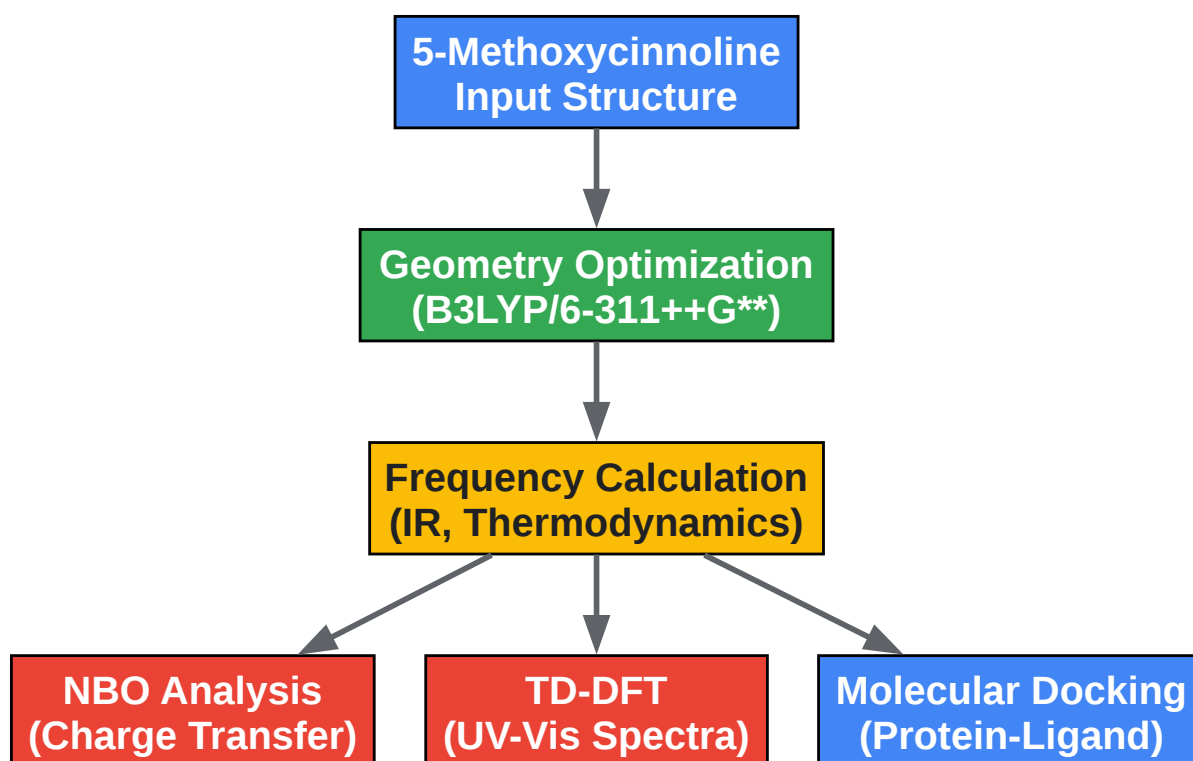 5-Methoxycinnoline
Input Structure
Geometry Optimization
(B3LYP/6-311++G**)
Frequency Calculation
(IR, Thermodynamics)
NBO Analysis
(Charge Transfer)
TD-DFT
(UV-Vis Spectra)
Molecular Docking
(Protein-Ligand)